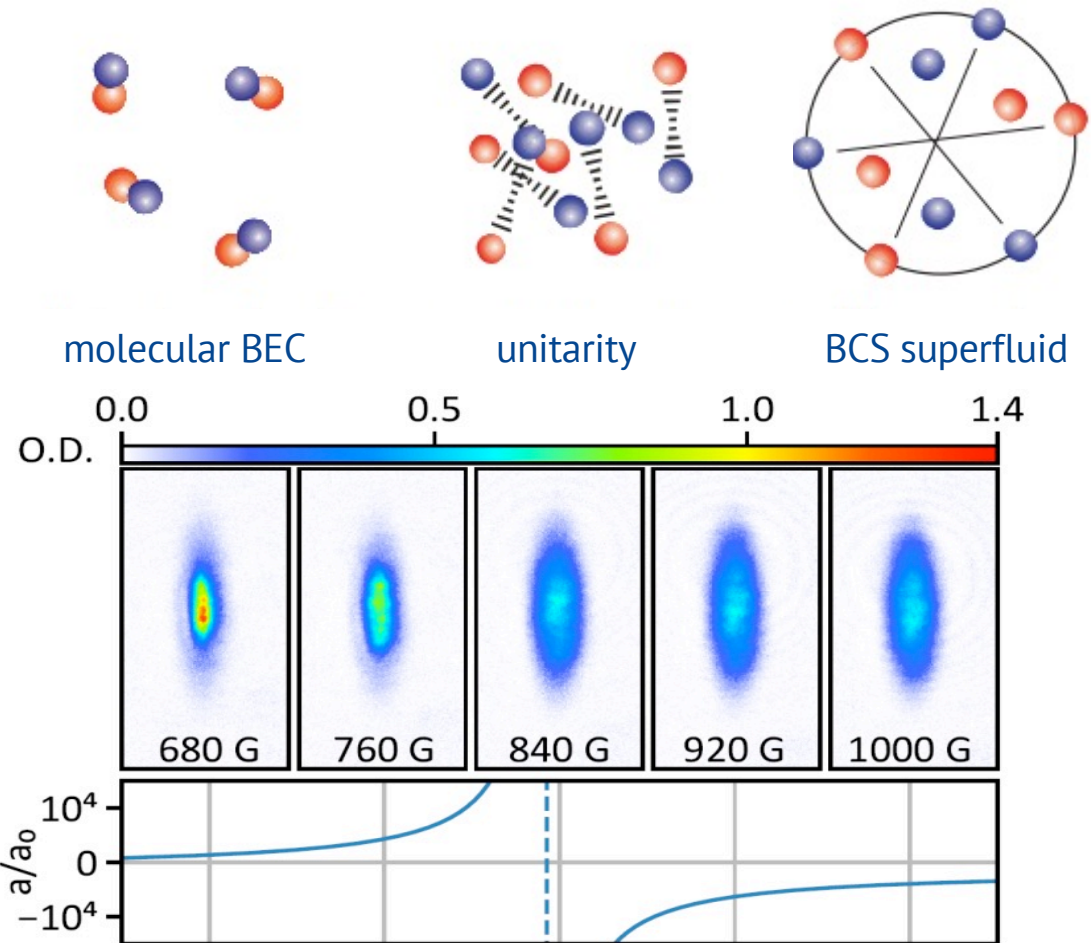 molecular BEC unitarity BCS superfluid
0.0 0.5 1.0 1.4
O.D.
680 G 760 G 840 G 920 G 1000 G
10⁴
a/a₀ 0
−10⁴